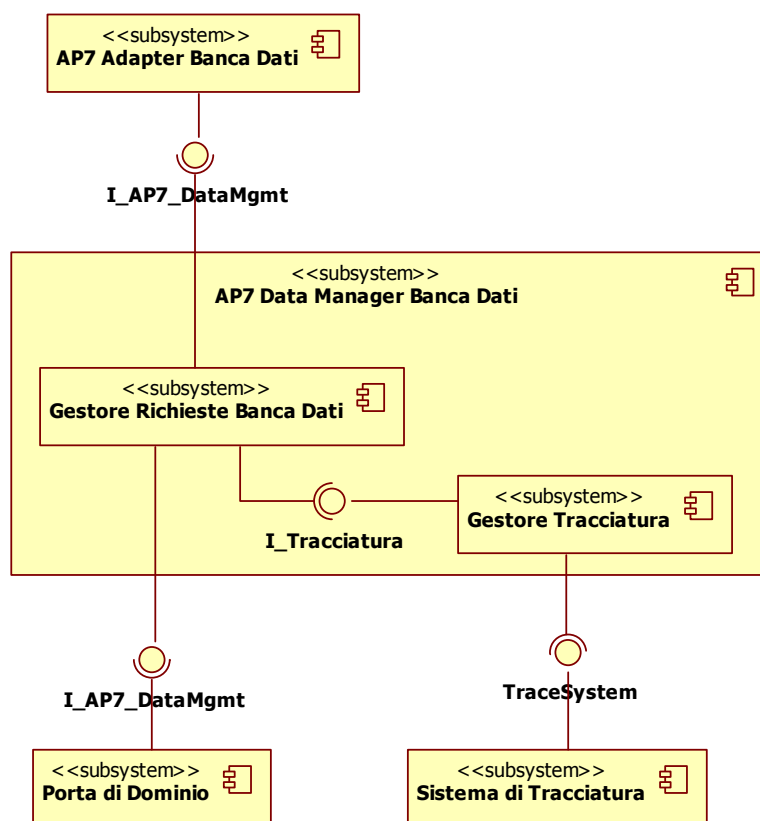 <<subsystem>>
AP7 Adapter Banca Dati
I_AP7_DataMgmt
<<subsystem>>
AP7 Data Manager Banca Dati
<<subsystem>>
Gestore Richieste Banca Dati
<<subsystem>>
Gestore Tracciatura
I_Tracciatura
I_AP7_DataMgmt
TraceSystem
<<subsystem>>
Porta di Dominio
<<subsystem>>
Sistema di Tracciatura